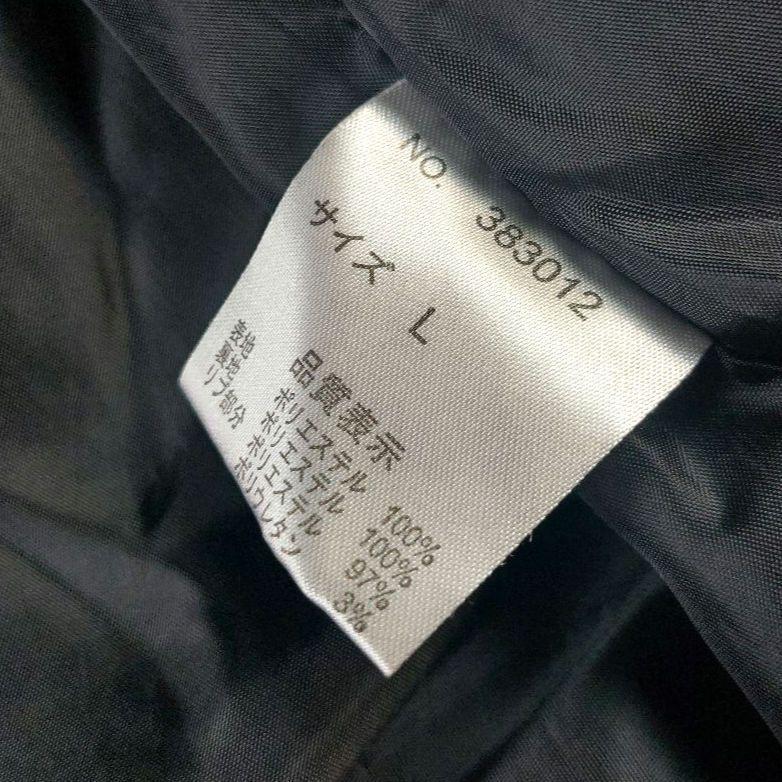 NO. 383012
サイズ L
品質表示
表地 ポリエステル 100%
裏地 ポリエステル 100%
リブ部分 ポリエステル 97%
ポリウレタン 3%